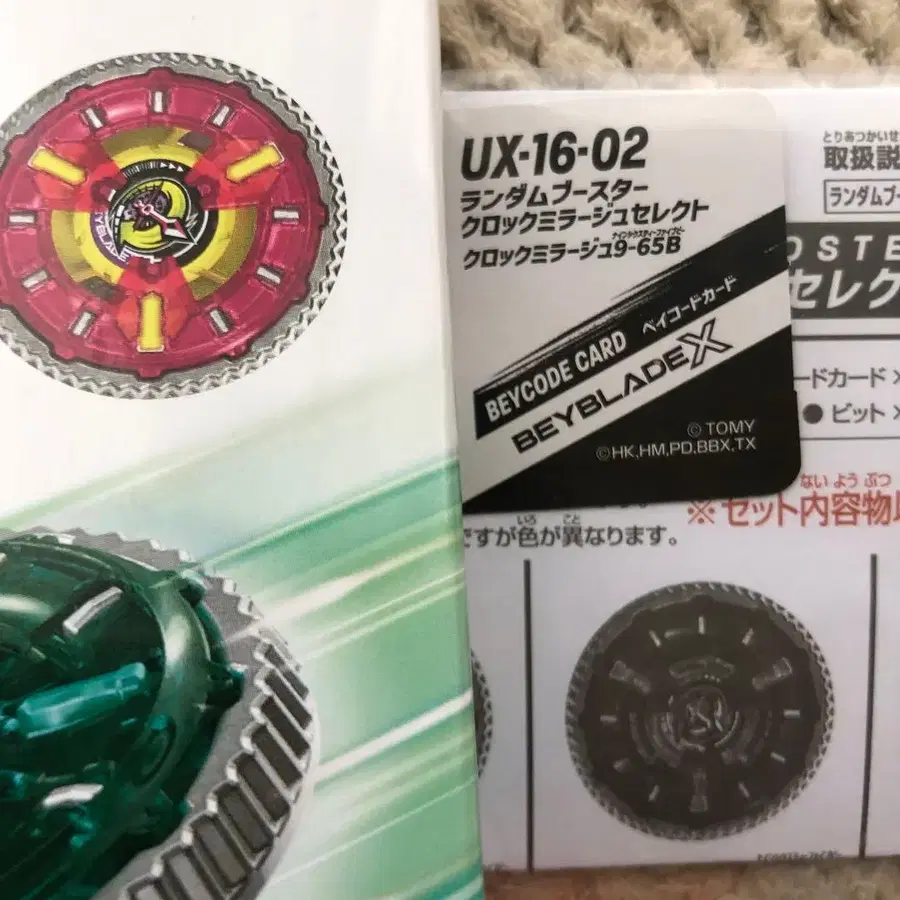 UX-16-02
ランダムブースター
クロックミラージュセレクト
ナインシックスティーファイブビー
クロックミラージュ9-65B
BEYCODE CARD ベイコードカード
BEYBLADE X
© TOMY
©HK,HM,PD,BBX,TX
とりあつかいせ
取扱説
ランダムブー
OSTE
セレク
ードカード ×
● ビット ×
ない よう ぶつ
※セット内容物以
いろ こと
ですが色が異なります。
BEYBLADE